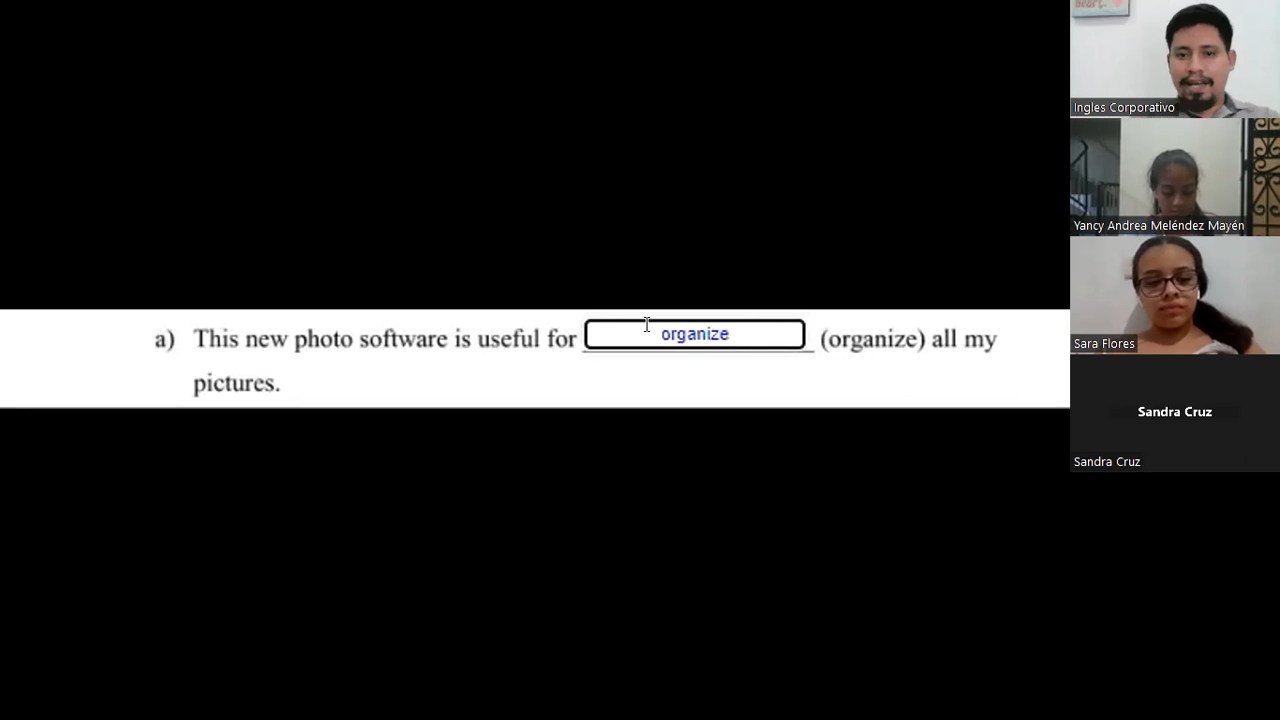 heart.
Ingles Corporativo
Yancy Andrea Meléndez Mayén
a) This new photo software is useful for organize (organize) all my
pictures.
Sara Flores
Sandra Cruz
Sandra Cruz